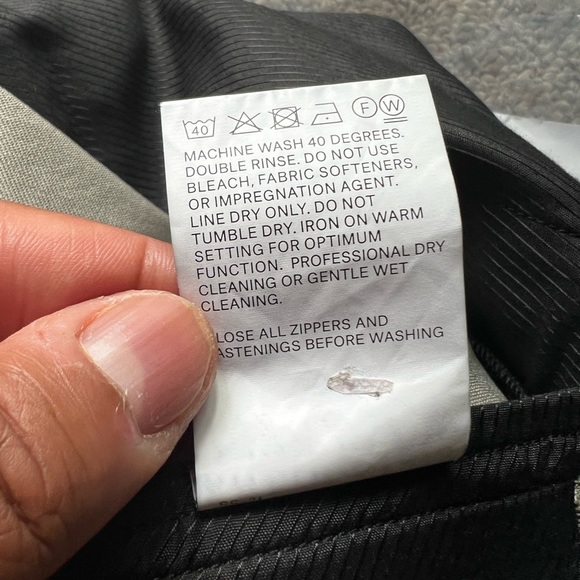 40 F W
MACHINE WASH 40 DEGREES.
DOUBLE RINSE. DO NOT USE
BLEACH, FABRIC SOFTENERS,
OR IMPREGNATION AGENT.
LINE DRY ONLY. DO NOT
TUMBLE DRY. IRON ON WARM
SETTING FOR OPTIMUM
FUNCTION. PROFESSIONAL DRY
CLEANING OR GENTLE WET
CLEANING.
LOSE ALL ZIPPERS AND
ASTENINGS BEFORE WASHING